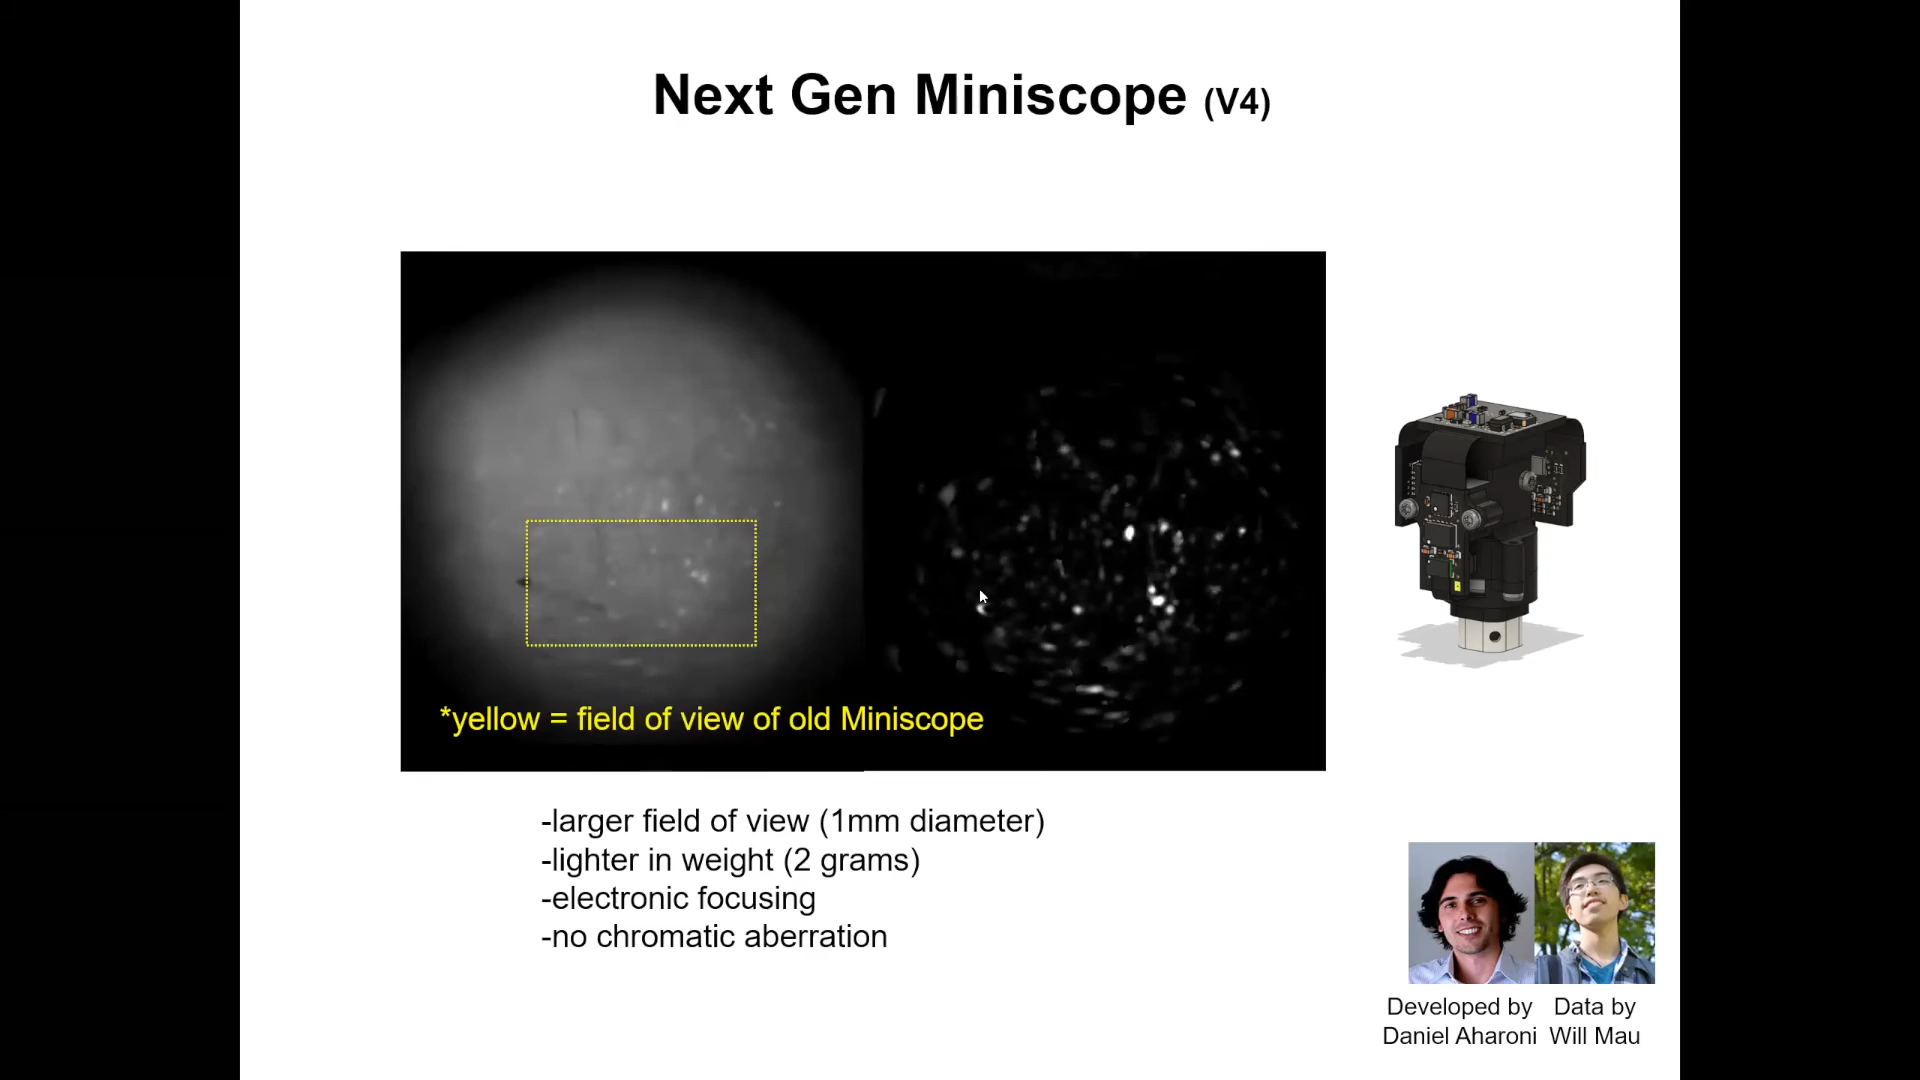 Next Gen Miniscope (V4)
*yellow = field of view of old Miniscope
-larger field of view (1mm diameter)
-lighter in weight (2 grams)
-electronic focusing
-no chromatic aberration
Developed by
Daniel Aharoni
Data by
Will Mau